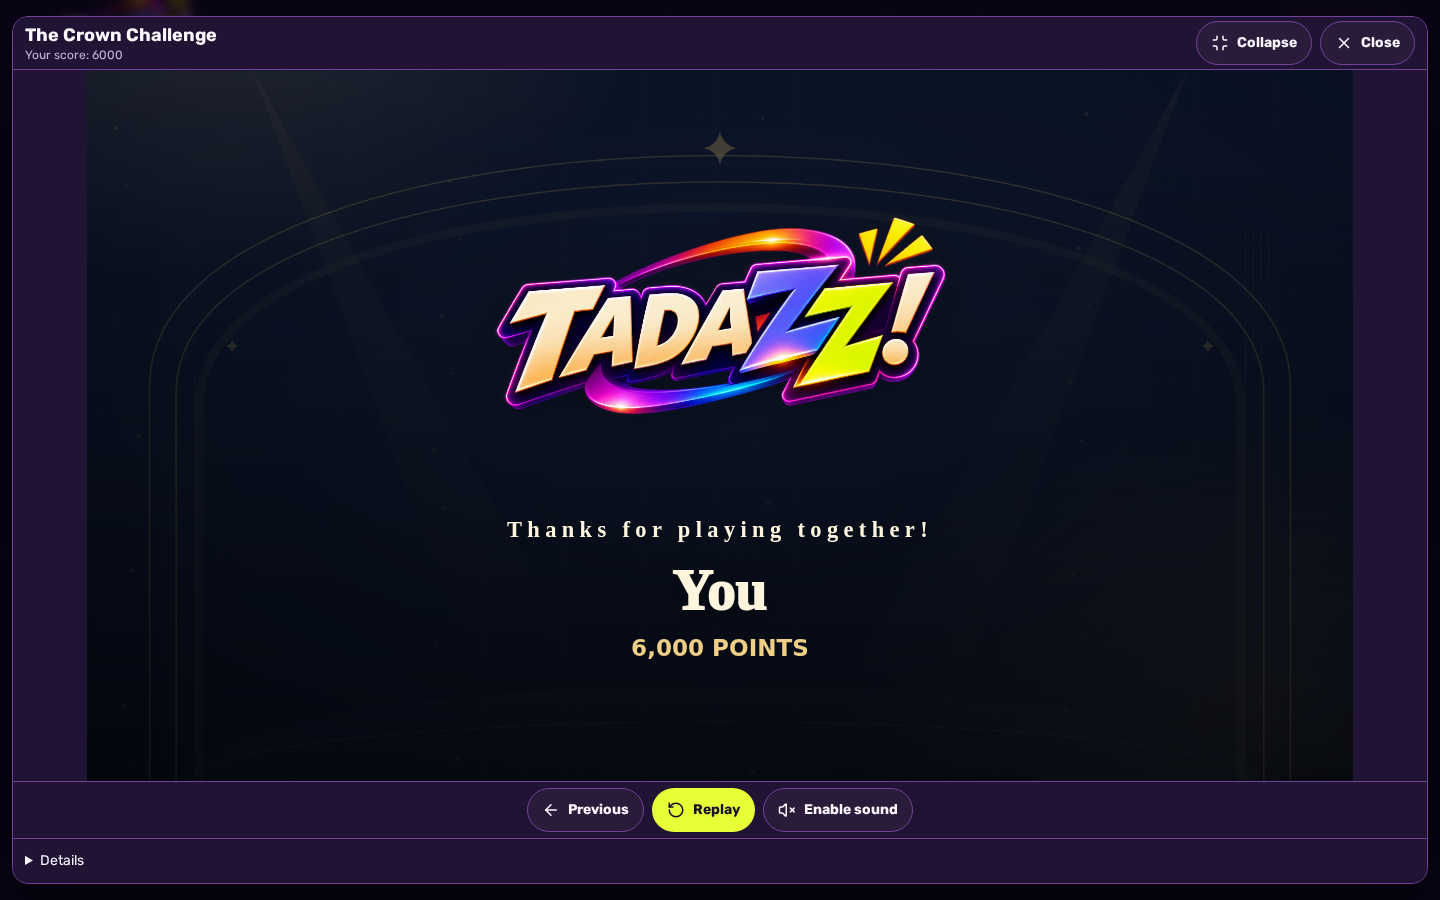 The Crown Challenge
Your score: 6000
Collapse
Close
TADAZZ!
Thanks for playing together!
You
6,000 POINTS
Previous
Replay
Enable sound
Details